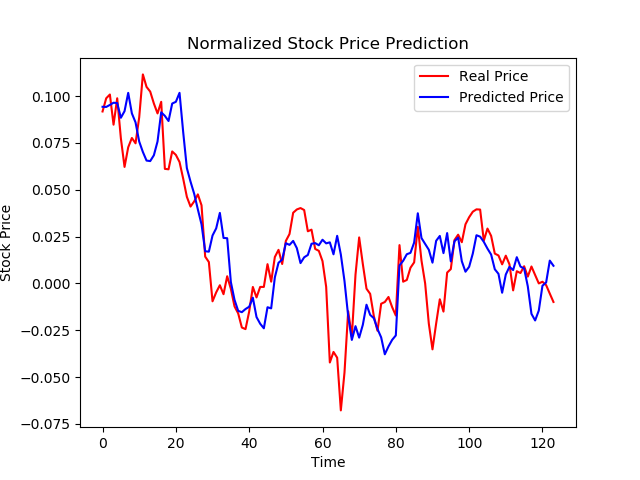 Normalized Stock Price Prediction
Real Price
Predicted Price
0.100
0.075
0.050
0.025
0.000
−0.025
−0.050
−0.075
Stock Price
0 20 40 60 80 100 120
Time